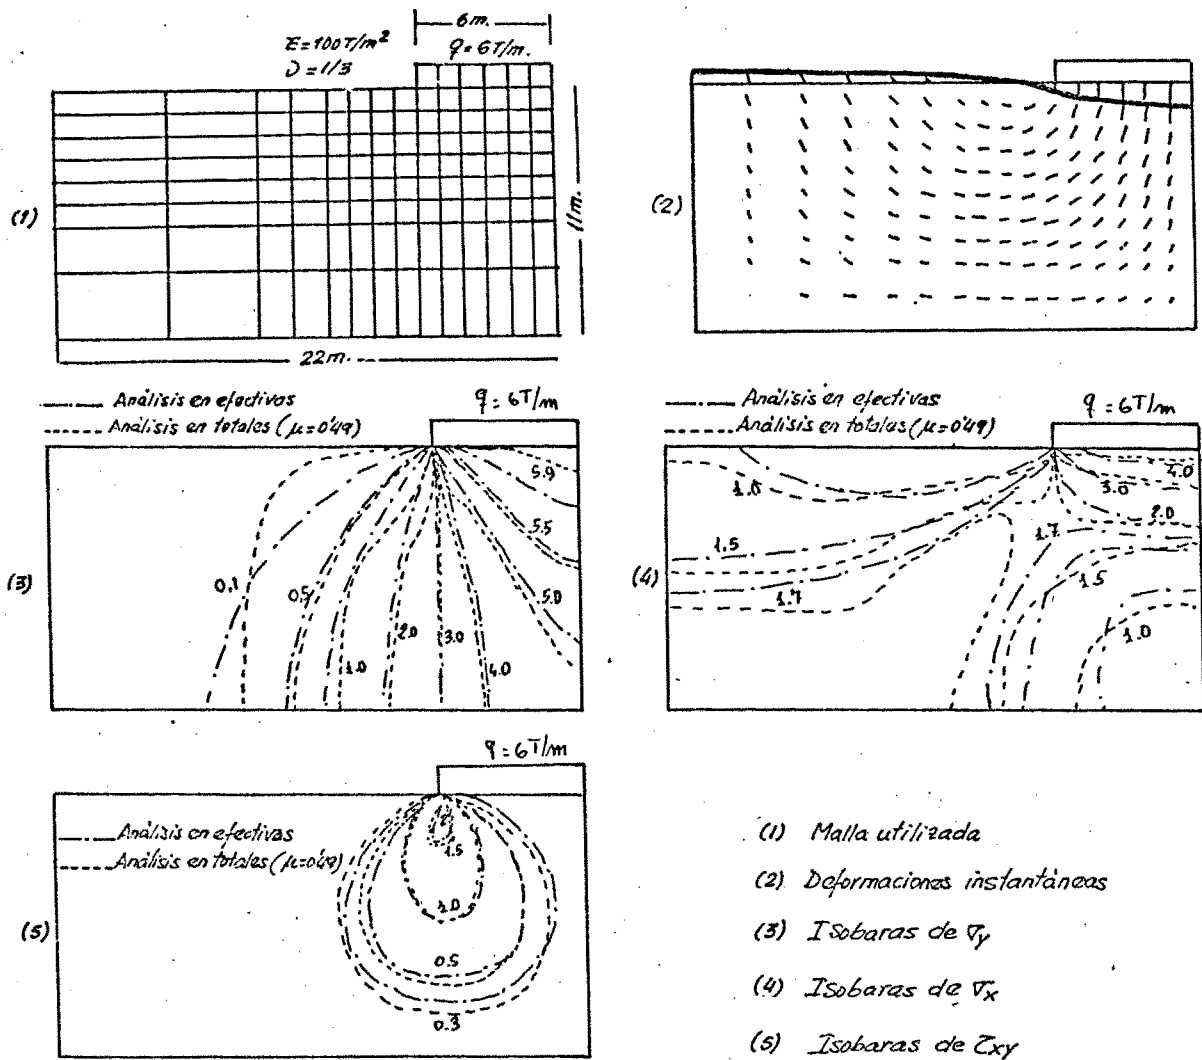 6m.
E=100T/m²
q=6T/m.
ν=1/3
11m.
(1)
22m.
(2)
Análisis en efectivas
Análisis en totales (μ=0'49)
q=6T/m
5.9
5.5
5.0
0.1
0.5
1.0
2.0
3.0
4.0
(3)
Análisis en efectivas
Análisis en totales (μ=0'49)
q=6T/m
4.0
3.0
2.0
1.0
1.7
1.5
1.5
1.7
1.0
(4)
q=6T/m
Análisis en efectivas
Análisis en totales (μ=0'49)
1.5
1.0
0.5
0.3
(5)
(1) Malla utilizada
(2) Deformaciones instantáneas
(3) Isobaras de σy
(4) Isobaras de σx
(5) Isobaras de τxy